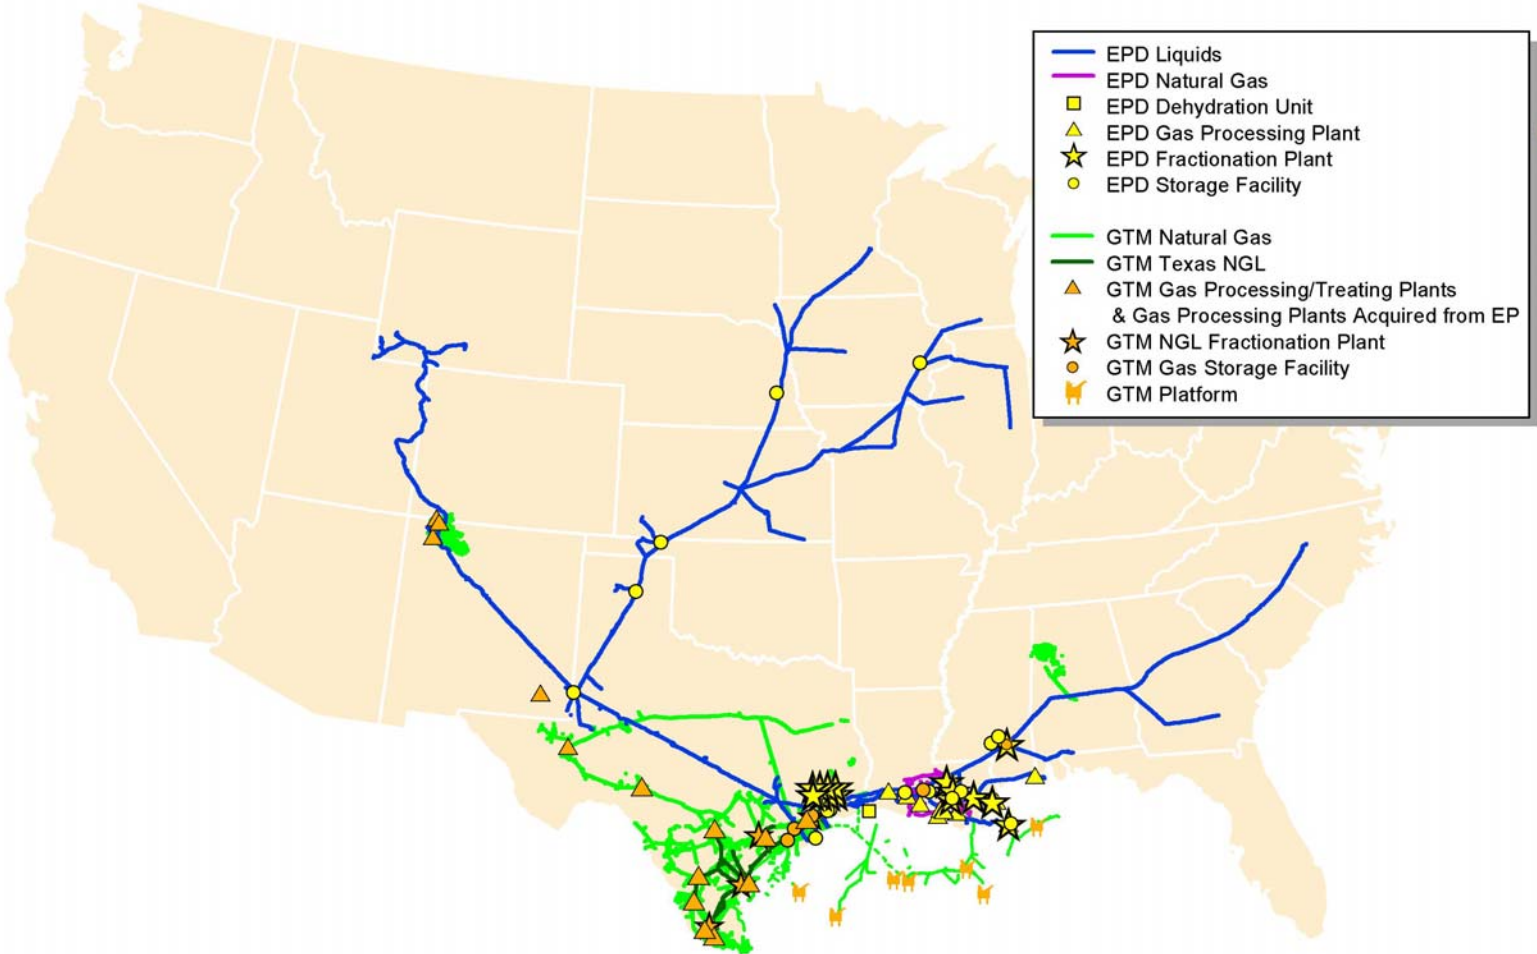 EPD Liquids
EPD Natural Gas
EPD Dehydration Unit
EPD Gas Processing Plant
EPD Fractionation Plant
EPD Storage Facility
GTM Natural Gas
GTM Texas NGL
GTM Gas Processing/Treating Plants
& Gas Processing Plants Acquired from EP
GTM NGL Fractionation Plant
GTM Gas Storage Facility
GTM Platform